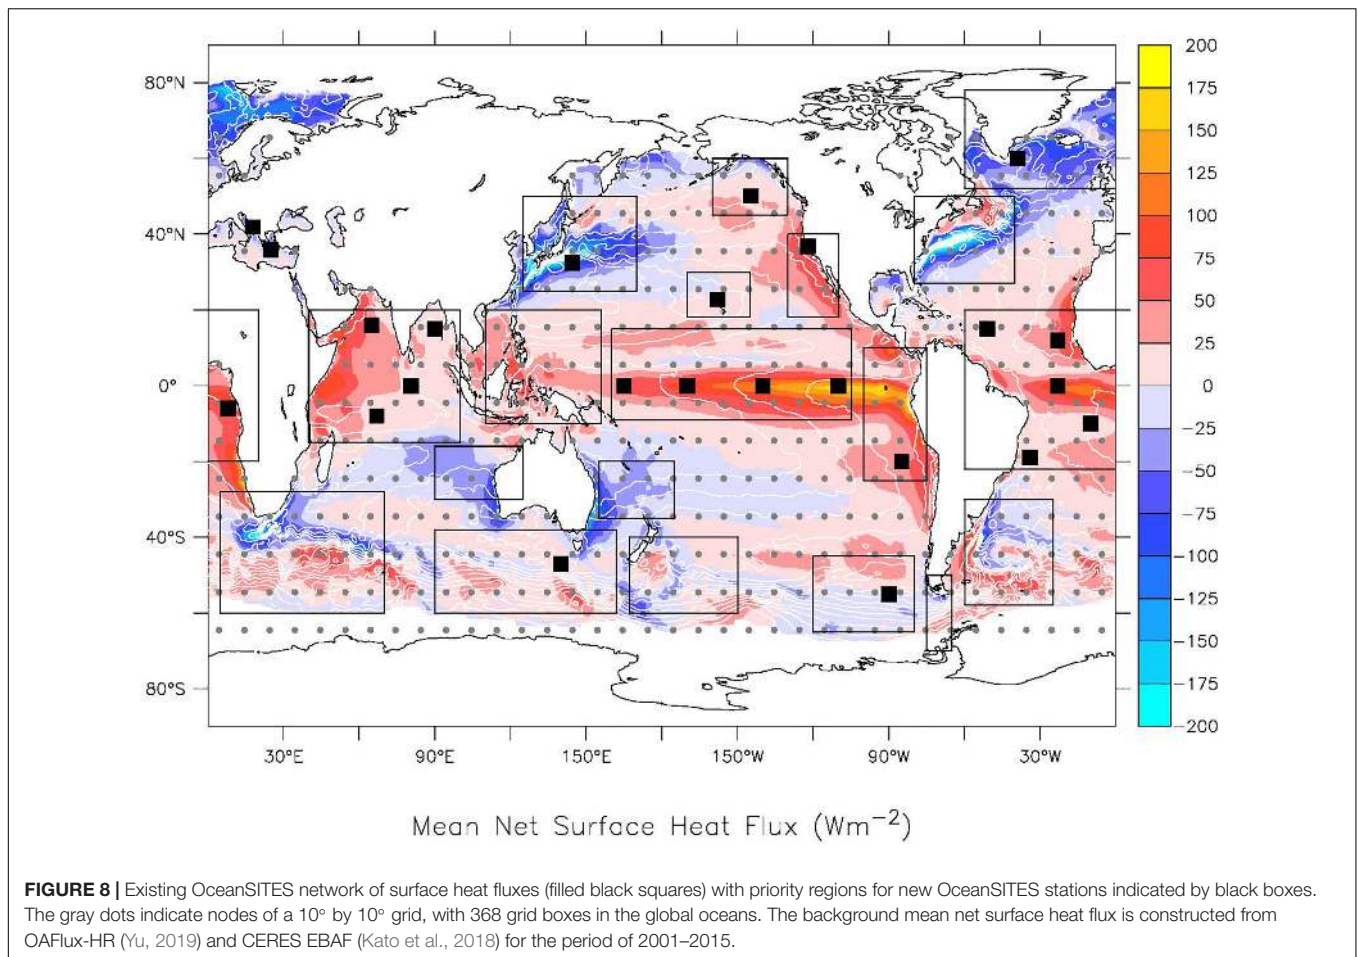 200
175
150
125
100
75
50
25
0
−25
−50
−75
−100
−125
−150
−175
−200
80°N
40°N
0°
40°S
80°S
30°E 90°E 150°E 150°W 90°W 30°W
Mean Net Surface Heat Flux (Wm−2)
FIGURE 8 | Existing OceanSITES network of surface heat fluxes (filled black squares) with priority regions for new OceanSITES stations indicated by black boxes.
The gray dots indicate nodes of a 10° by 10° grid, with 368 grid boxes in the global oceans. The background mean net surface heat flux is constructed from
OAFlux-HR (Yu, 2019) and CERES EBAF (Kato et al., 2018) for the period of 2001–2015.